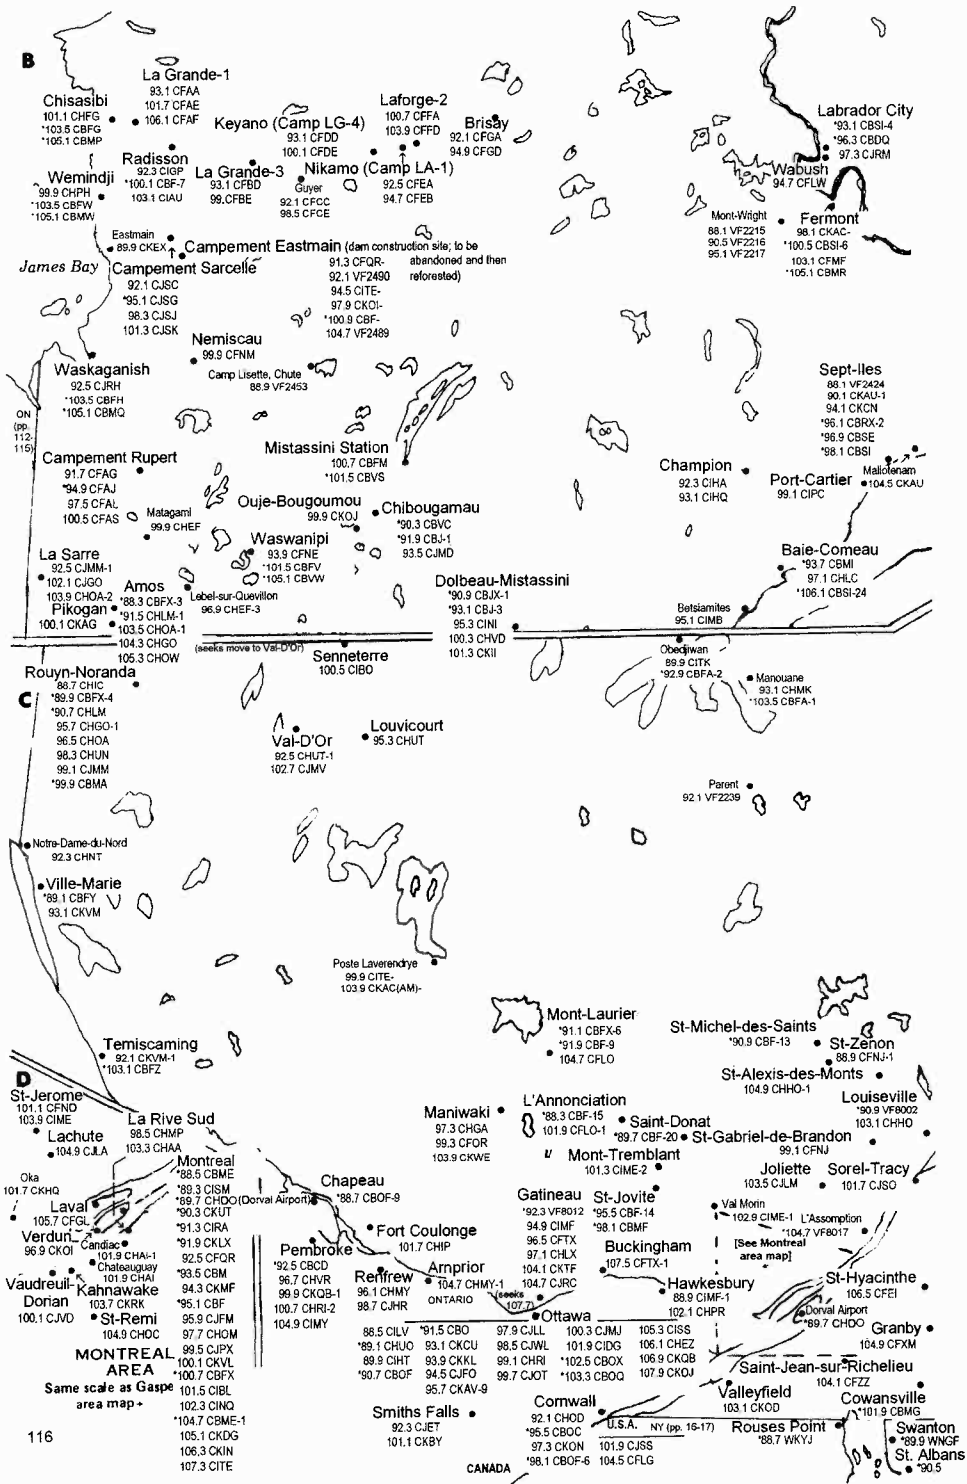 B
La Grande-1
93.1 CFAA
101.7 CFAE
106.1 CFAF
Chisasibi
101.1 CHFG
*103.5 CBFG
*105.1 CBMP
Keyano (Camp LG-4)
93.1 CFDD
100.1 CFDE
Laforge-2
100.7 CFFA
103.9 CFFD
Brisay
92.1 CFGA
94.9 CFGD
Labrador City
*93.1 CBSI-4
*96.3 CBDQ
97.3 CJRM
Radisson
92.3 CIGP
*100.1 CBF-7
103.1 CIAU
La Grande-3
93.1 CFBD
99. CFBE
Nikamo (Camp LA-1)
92.5 CFEA
94.7 CFEB
Guyer
92.1 CFCC
98.5 CFCE
Wabush
94.7 CFLW
Wemindji
99.9 CHPH
*103.5 CBFW
*105.1 CBMW
Mont-Wright
88.1 VF2215
90.5 VF2216
95.1 VF2217
Fermont
98.1 CKAC-
*100.5 CBSI-6
103.1 CFMF
*105.1 CBMR
Eastmain
89.9 CKEX
Campement Eastmain (dam construction site; to be
abandoned and then
reforested)
91.3 CFQR-
92.1 VF2490
94.5 CITE-
97.9 CKOI-
*100.9 CBF-
104.7 VF2489
James Bay
Campement Sarcelle
92.1 CJSC
*95.1 CJSG
98.3 CJSJ
101.3 CJSK
Nemiscau
99.9 CFNM
Camp Lisette, Chute
88.9 VF2453
Waskaganish
92.5 CJRH
*103.5 CBFH
*105.1 CBMQ
ON
(pp.
112-
115)
Sept-Iles
88.1 VF2424
90.1 CKAU-1
94.1 CKCN
*96.1 CBRX-2
*96.9 CBSE
*98.1 CBSI
Mistassini Station
100.7 CBFM
*101.5 CBVS
Campement Rupert
91.7 CFAG
*94.9 CFAJ
97.5 CFAL
100.5 CFAS
Champion
92.3 CIHA
93.1 CIHQ
Port-Cartier
99.1 CIPC
Maliotenam
104.5 CKAU
Matagami
99.9 CHEF
Ouje-Bougoumou
99.9 CKOJ
Chibougamau
*90.3 CBVC
*91.9 CBJ-1
93.5 CJMD
Waswanipi
93.9 CFNE
*101.5 CBFV
*105.1 CBVW
La Sarre
92.5 CJMM-1
102.1 CJGO
103.9 CHOA-2
Baie-Comeau
*93.7 CBMI
97.1 CHLC
*106.1 CBSI-24
Amos
*88.3 CBFX-3
*91.5 CHLM-1
103.5 CHOA-1
104.3 CHGO
105.3 CHOW
Lebel-sur-Quevillon
96.9 CHEF-3
Dolbeau-Mistassini
*90.9 CBJX-1
*93.1 CBJ-3
95.3 CINI
100.3 CHVD
101.3 CKII
Pikogan
100.1 CKAG
Betsiamites
95.1 CIMB
(seeks move to Val-D'Or)
Senneterre
100.5 CIBO
Obedjiwan
89.9 CITK
*92.9 CBFA-2
Rouyn-Noranda
88.7 CHIC
*89.9 CBFX-4
*90.7 CHLM
95.7 CHGO-1
96.5 CHOA
98.3 CHUN
99.1 CJMM
*99.9 CBMA
C
Manouane
93.1 CHMK
*103.5 CBFA-1
Val-D'Or
92.5 CHUT-1
102.7 CJMV
Louvicourt
95.3 CHUT
Parent
92.1 VF2239
Notre-Dame-du-Nord
92.3 CHNT
Ville-Marie
*89.1 CBFY
93.1 CKVM
Poste Laverendrye
99.9 CITE-
103.9 CKAC(AM)-
Mont-Laurier
*91.1 CBFX-6
*91.9 CBF-9
104.7 CFLO
St-Michel-des-Saints
*90.9 CBF-13
St-Zenon
88.9 CFNJ-1
Temiscaming
92.1 CKVM-1
*103.1 CBFZ
St-Alexis-des-Monts
104.9 CHHO-1
D
St-Jerome
101.1 CFND
103.9 CIME
Louiseville
*90.9 VF8002
103.1 CHHO
L'Annonciation
*88.3 CBF-15
101.9 CFLO-1
Maniwaki
97.3 CHGA
99.3 CFOR
103.9 CKWE
La Rive Sud
98.5 CHMP
103.3 CHAA
Saint-Donat
*89.7 CBF-20
St-Gabriel-de-Brandon
99.1 CFNJ
Lachute
104.9 CJLA
Mont-Tremblant
101.3 CIME-2
Joliette
103.5 CJLM
Sorel-Tracy
101.7 CJSO
Oka
101.7 CKHQ
Montreal
*88.5 CBME
*89.3 CISM
*89.7 CHDO (Dorval Airport)
*90.3 CKUT
*91.3 CIRA
*91.9 CKLX
92.5 CFQR
*93.5 CBM
94.3 CKMF
*95.1 CBF
95.9 CJFM
97.7 CHOM
99.5 CJPX
100.1 CKVL
*100.7 CBFX
101.5 CIBL
102.3 CINQ
*104.7 CBME-1
105.1 CKDG
106.3 CKIN
107.3 CITE
Chapeau
*88.7 CBOF-9
Laval
105.7 CFGL
Gatineau
*92.3 VF8012
94.9 CIMF
96.5 CFTX
97.1 CHLX
104.1 CKTF
104.7 CJRC
St-Jovite
*95.5 CBF-14
*98.1 CBMF
Val Morin
102.9 CIME-1
L'Assomption
*104.7 VF8017
[See Montreal
area map]
Verdun
96.9 CKOI
Candiac
101.9 CHAI-1
Fort Coulonge
101.7 CHIP
Buckingham
107.5 CFTX-1
Chateauguay
101.9 CHAI
Pembroke
*92.5 CBCD
96.7 CHVR
99.9 CKQB-1
100.7 CHRI-2
104.9 CIMY
Renfrew
96.1 CHMY
98.7 CJHR
Arnprior
104.7 CHMY-1
ONTARIO
(seeks
107.7)
Hawkesbury
88.9 CIMF-1
102.1 CHPR
St-Hyacinthe
106.5 CFEI
Vaudreuil-
Dorian
100.1 CJVD
Kahnawake
103.7 CKRK
St-Remi
104.9 CHOC
Dorval Airport
*89.7 CHDO
Granby
104.9 CFXM
Ottawa
88.5 CILV
*89.1 CHUO
89.9 CIHT
*90.7 CBOF
*91.5 CBO
93.1 CKCU
93.9 CKKL
94.5 CJFO
95.7 CKAV-9
97.9 CJLL
98.5 CJWL
99.1 CHRI
99.7 CJOT
100.3 CJMJ
101.9 CIDG
*102.5 CBOX
*103.3 CBOQ
105.3 CISS
106.1 CHEZ
106.9 CKQB
107.9 CKDJ
MONTREAL
AREA
Same scale as Gaspe
area map→
Saint-Jean-sur-Richelieu
104.1 CFZZ
Valleyfield
103.1 CKOD
Cowansville
*101.9 CBMG
Smiths Falls
92.3 CJET
101.1 CKBY
Cornwall
92.1 CHOD
*95.5 CBOC
97.3 CKON
*98.1 CBOF-6
101.9 CJSS
104.5 CFLG
U.S.A.
NY (pp. 16-17)
Rouses Point
*88.7 WKYJ
Swanton
*89.9 WNGF
St. Albans
*90.5
CANADA
116